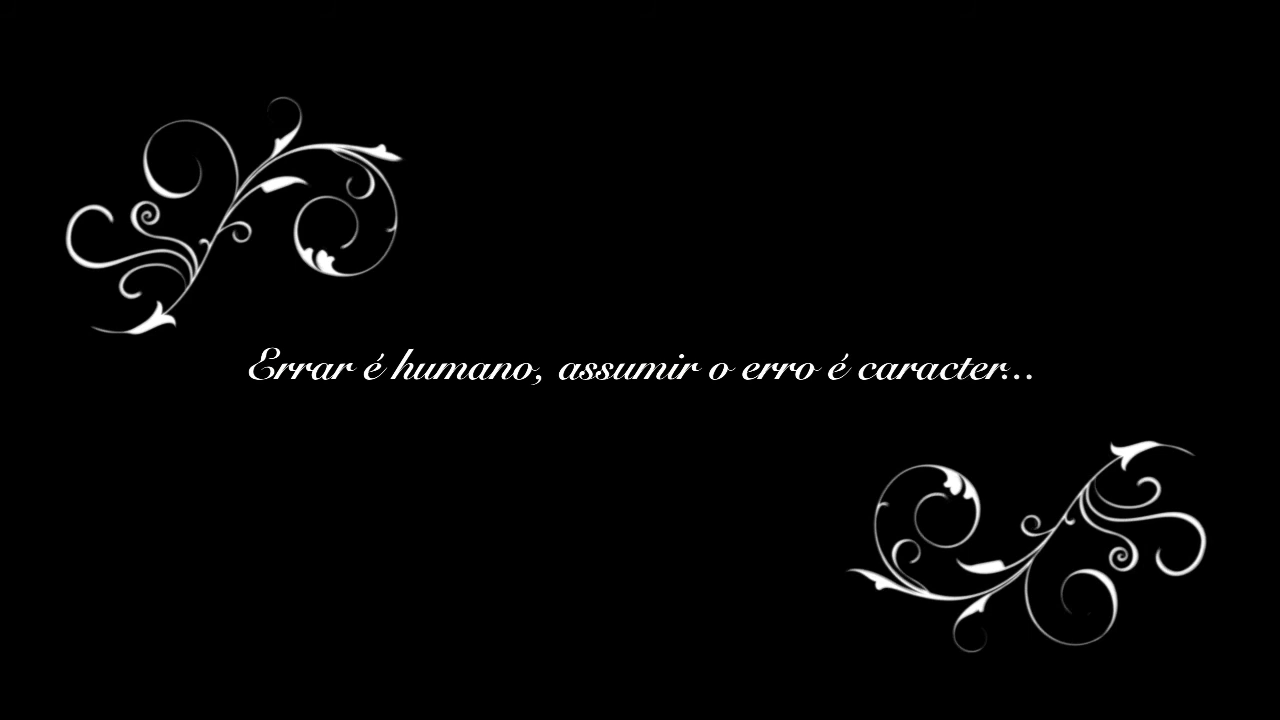 Errar é humano, assumir o erro é caracter...